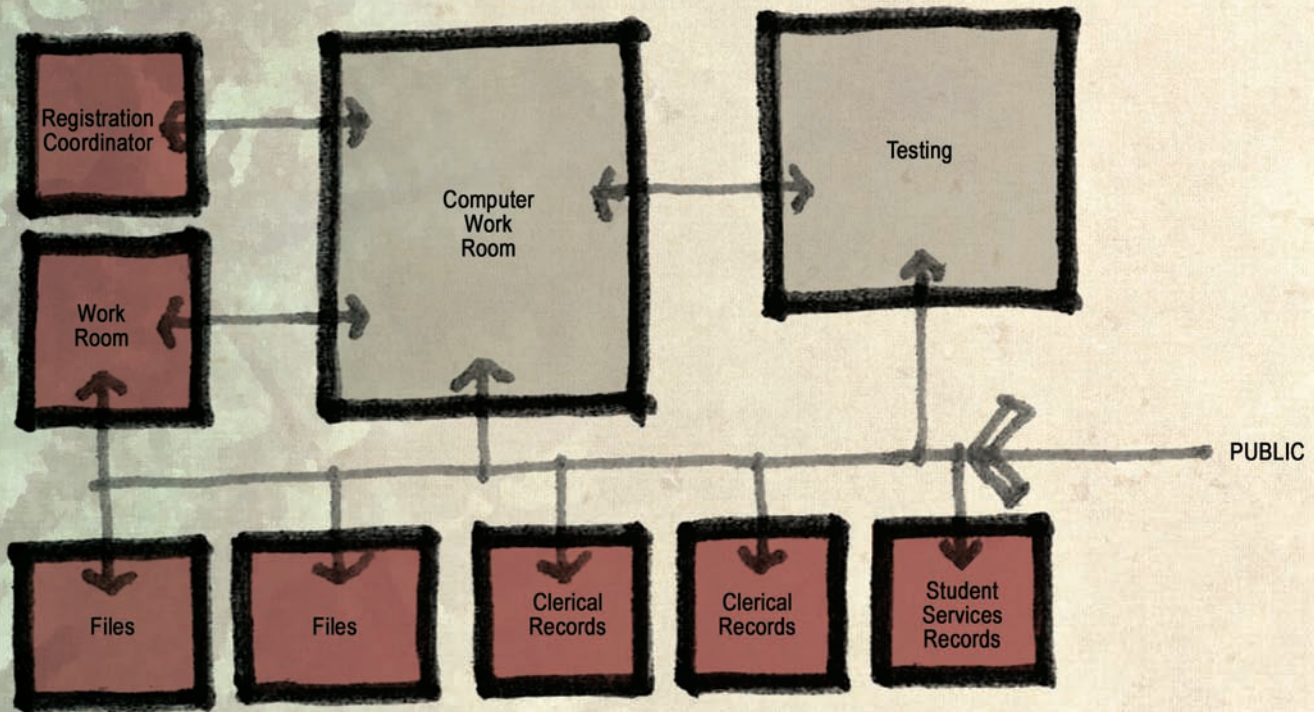 Registration
Coordinator
Computer
Work
Room
Testing
Work
Room
PUBLIC
Files
Files
Clerical
Records
Clerical
Records
Student
Services
Records